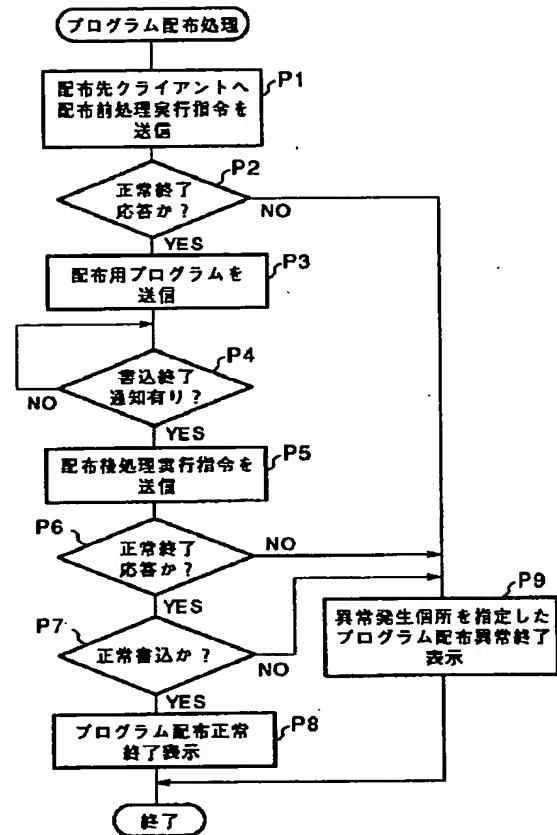 プログラム配布処理
P1
配布先クライアントへ
配布前処理実行指令を
送信
P2
正常終了
応答か？
NO
YES
P3
配布用プログラムを
送信
P4
書込終了
通知有り？
NO
YES
P5
配布後処理実行指令を
送信
P6
正常終了
応答か？
NO
YES
P7
正常書込か？
NO
YES
P9
異常発生個所を指定した
プログラム配布異常終了
表示
P8
プログラム配布正常
終了表示
終了